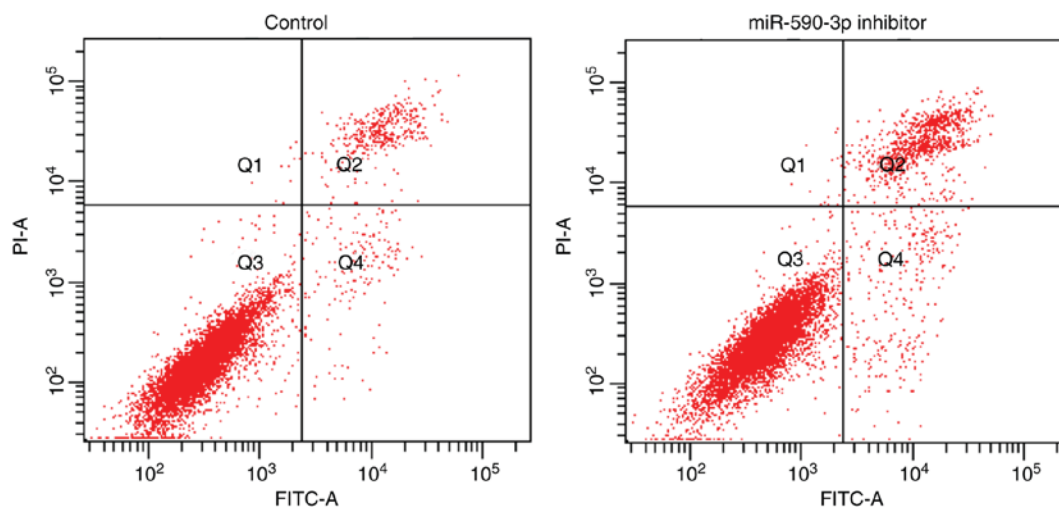 Control
10⁵
10⁴
10³
10²
PI-A
Q1
Q2
Q3
Q4
10²
10³
10⁴
10⁵
FITC-A
miR-590-3p inhibitor
10⁵
10⁴
10³
10²
PI-A
Q1
Q2
Q3
Q4
10²
10³
10⁴
10⁵
FITC-A